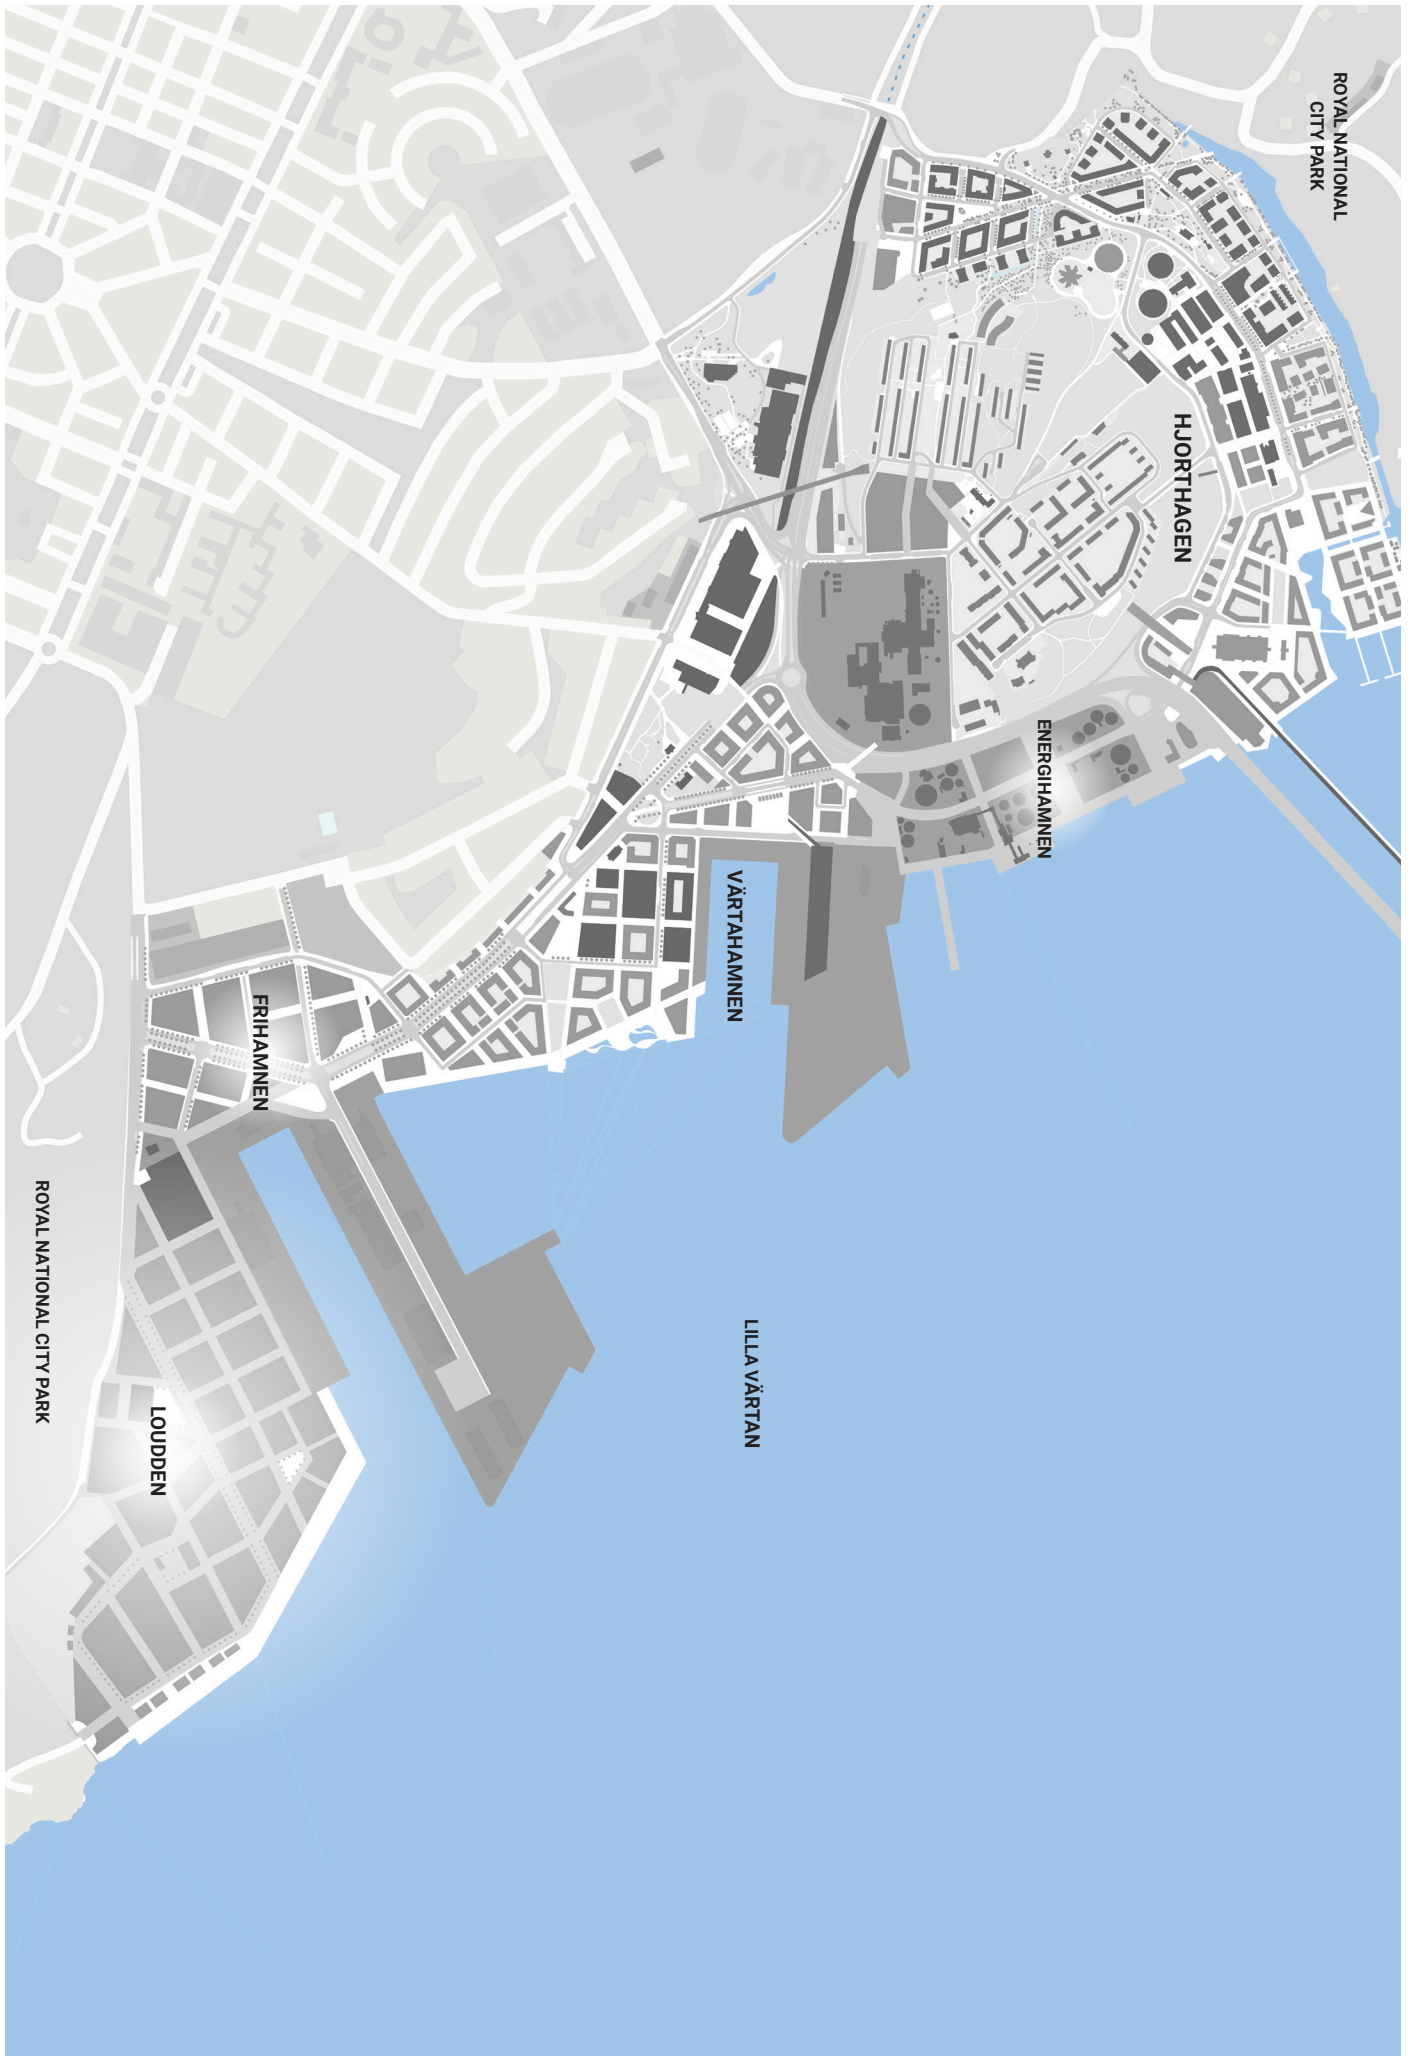 ROYAL NATIONAL
CITY PARK
HJORTHAGEN
ENERGIHAMNEN
VÄRTAHAMNEN
LILLA VÄRTAN
FRIHAMNEN
LOUDDEN
ROYAL NATIONAL CITY PARK